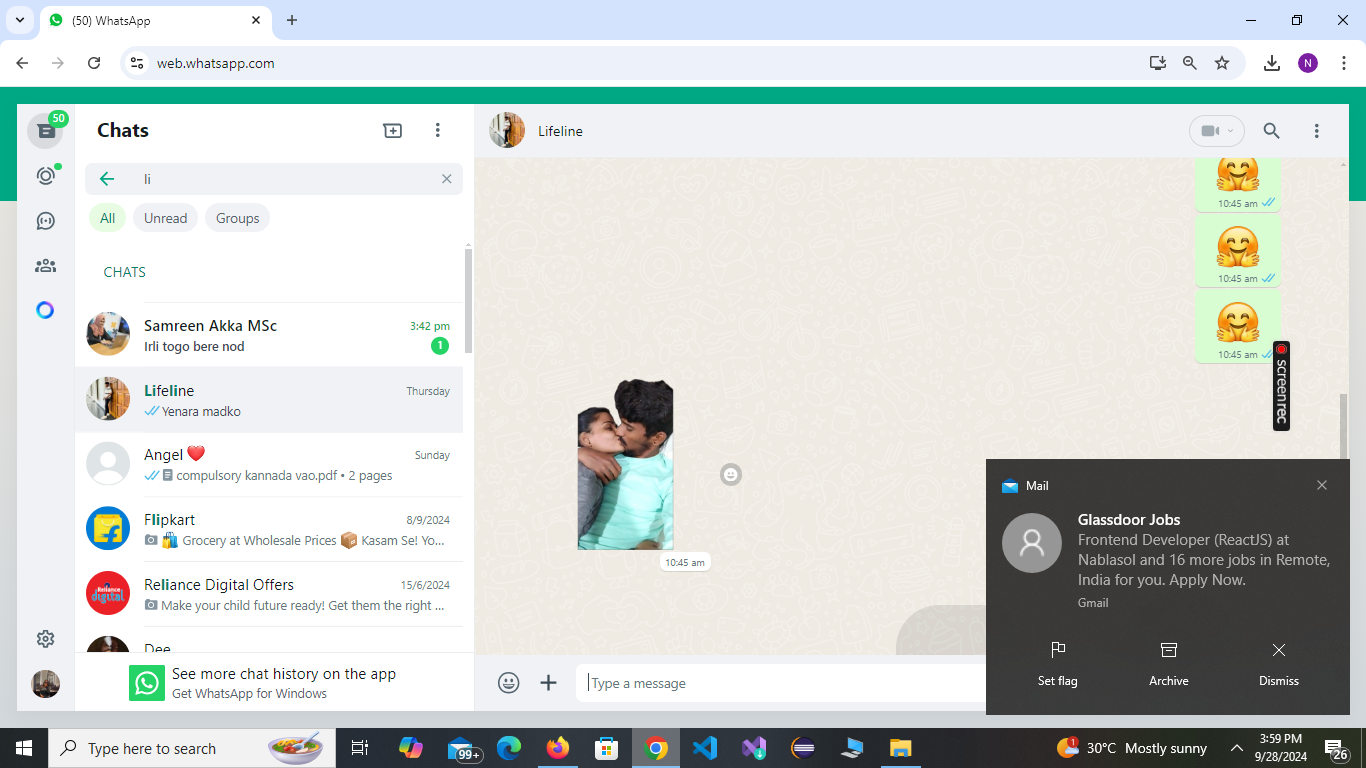 (50) WhatsApp
web.whatsapp.com
N
50
Chats
li
All
Unread
Groups
CHATS
Samreen Akka MSc
3:42 pm
Irli togo bere nod
1
Lifeline
Thursday
Yenara madko
Angel
Sunday
compulsory kannada vao.pdf • 2 pages
Flipkart
8/9/2024
Grocery at Wholesale Prices 📦 Kasam Se! Yo...
Reliance Digital Offers
15/6/2024
Reliance digital
Make your child future ready! Get them the right ...
Dee
See more chat history on the app
Get WhatsApp for Windows
Lifeline
10:45 am
10:45 am
10:45 am
screenrec
10:45 am
Type a message
Mail
Glassdoor Jobs
Frontend Developer (ReactJS) at
Nablasol and 16 more jobs in Remote,
India for you. Apply Now.
Gmail
Set flag
Archive
Dismiss
Type here to search
99+
1
30°C Mostly sunny
3:59 PM
9/28/2024
26